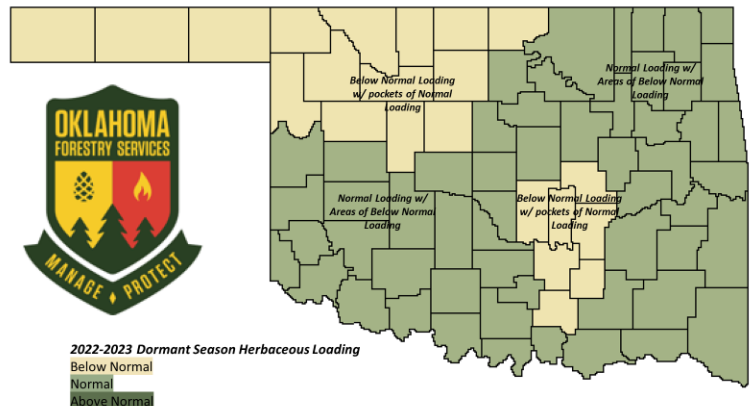 Below Normal Loading
w/ pockets of Normal
Loading
Normal Loading w/
Areas of Below Normal
Loading
OKLAHOMA
FORESTRY SERVICES
MANAGE PROTECT
Normal Loading w/
Areas of Below Normal
Loading
Below Normal Loading
w/ pockets of Normal
Loading
2022-2023 Dormant Season Herbaceous Loading
Below Normal
Normal
Above Normal